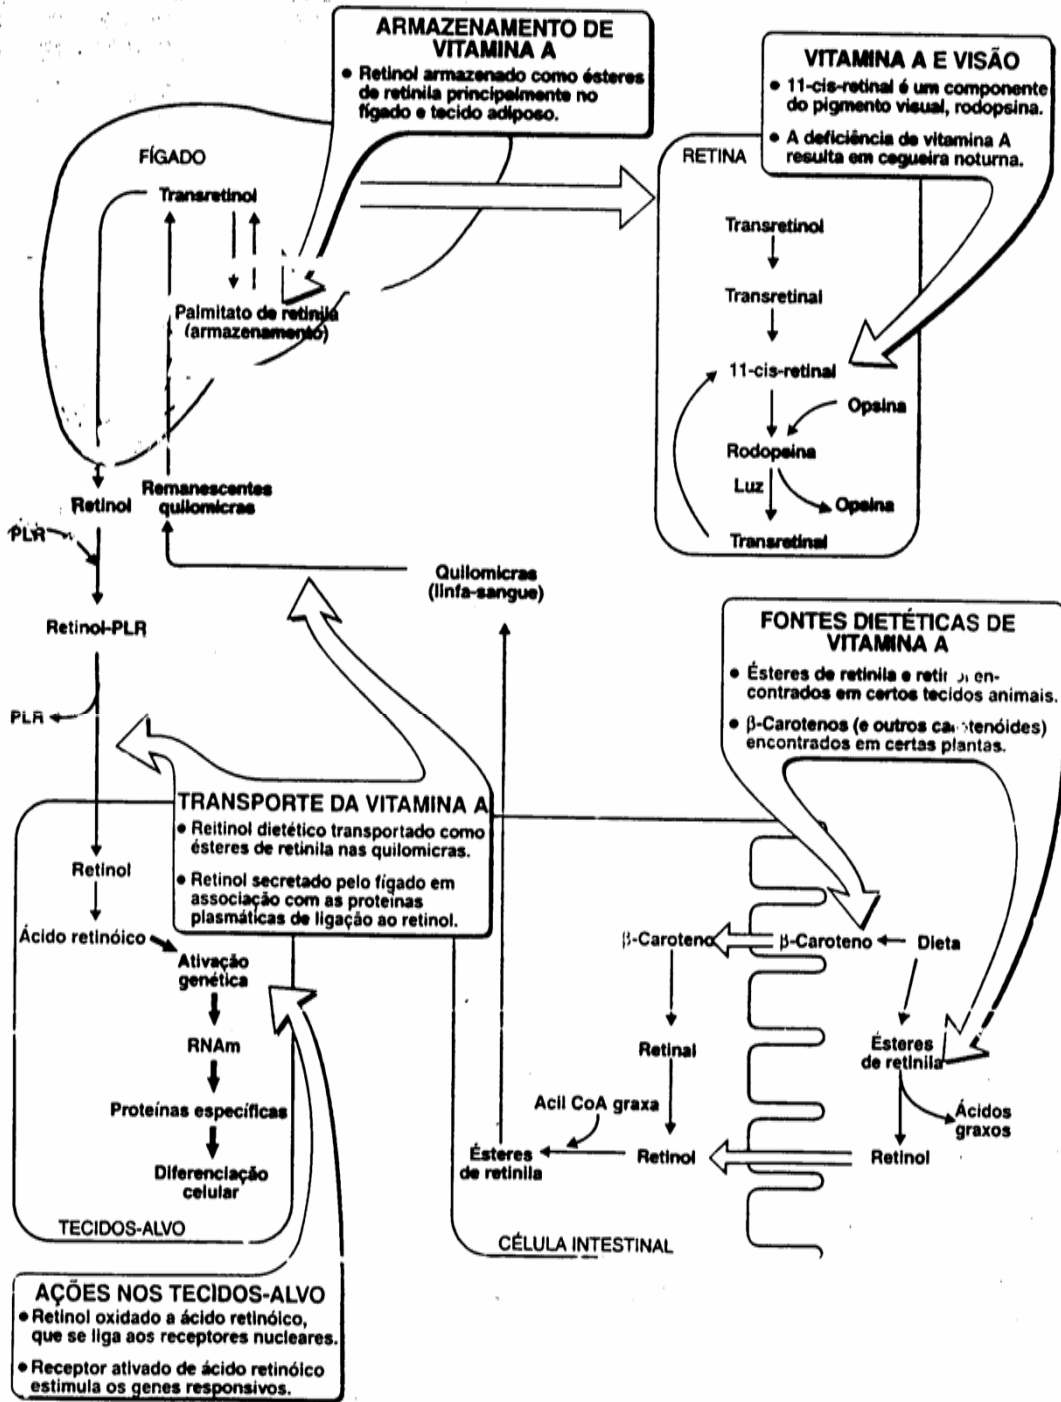 ARMAZENAMENTO DE
VITAMINA A
• Retinol armazenado como ésteres
de retinila principalmente no
fígado e tecido adiposo.
VITAMINA A E VISÃO
• 11-cis-retinal é um componente
do pigmento visual, rodopsina.
• A deficiência de vitamina A
resulta em cegueira noturna.
FÍGADO
Transretinol
Palmitato de retinila
(armazenamento)
RETINA
Transretinol
Transretinal
11-cis-retinal
Opsina
Rodopsina
Luz
Opsina
Transretinal
Retinol
Remanescentes
quilomicras
PLR
Retinol-PLR
PLR
Quilomicras
(linfa-sangue)
FONTES DIETÉTICAS DE
VITAMINA A
• Ésteres de retinila e en-
contrados em certos tecidos animais.
• β-Carotenos (e outros)
encontrados em certas plantas.
TRANSPORTE DA VITAMINA A
• Reitinol dietético transportado como
ésteres de retinila nas quilomicras.
• Retinol secretado pelo fígado em
associação com as proteínas
plasmáticas de ligação ao retinol.
Retinol
Ácido retinóico
Ativação
genética
RNAm
Proteínas específicas
Diferenciação
celular
TECIDOS-ALVO
β-Caroteno
β-Caroteno
Dieta
Retinal
Ésteres
de retinila
Acil CoA graxa
Ácidos
graxos
Ésteres
de retinila
Retinol
Retinol
CÉLULA INTESTINAL
AÇÕES NOS TECIDOS-ALVO
• Retinol oxidado a ácido retinóico,
que se liga aos receptores nucleares.
• Receptor ativado de ácido retinóico
estimula os genes responsivos.